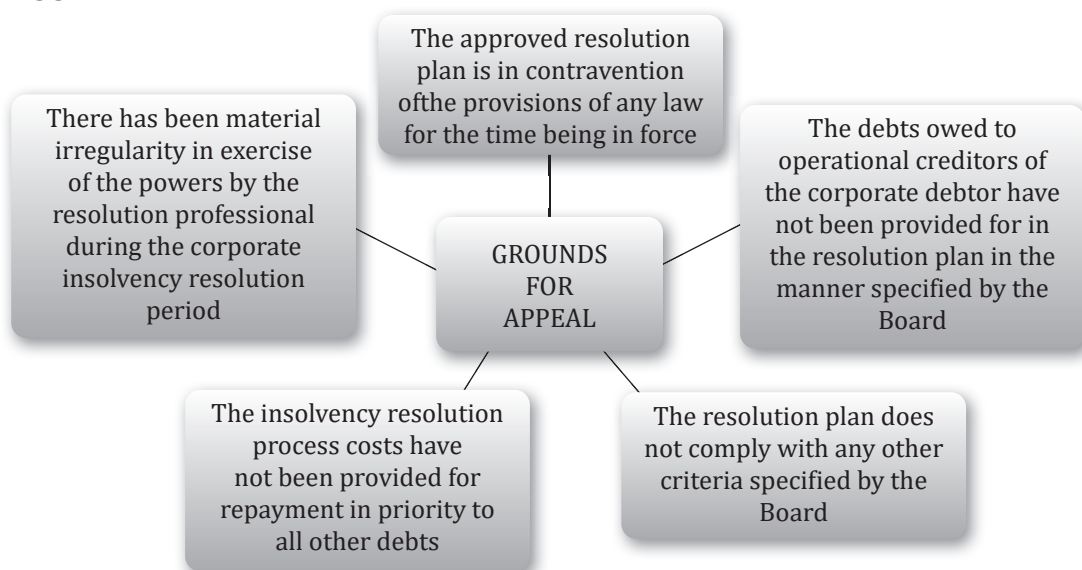 The approved resolution
plan is in contravention
ofthe provisions of any law
for the time being in force
There has been material
irregularity in exercise
of the powers by the
resolution professional
during the corporate
insolvency resolution
period
The debts owed to
operational creditors of
the corporate debtor have
not been provided for in
the resolution plan in the
manner specified by the
Board
GROUNDS
FOR
APPEAL
The insolvency resolution
process costs have
not been provided for
repayment in priority to
all other debts
The resolution plan does
not comply with any other
criteria specified by the
Board